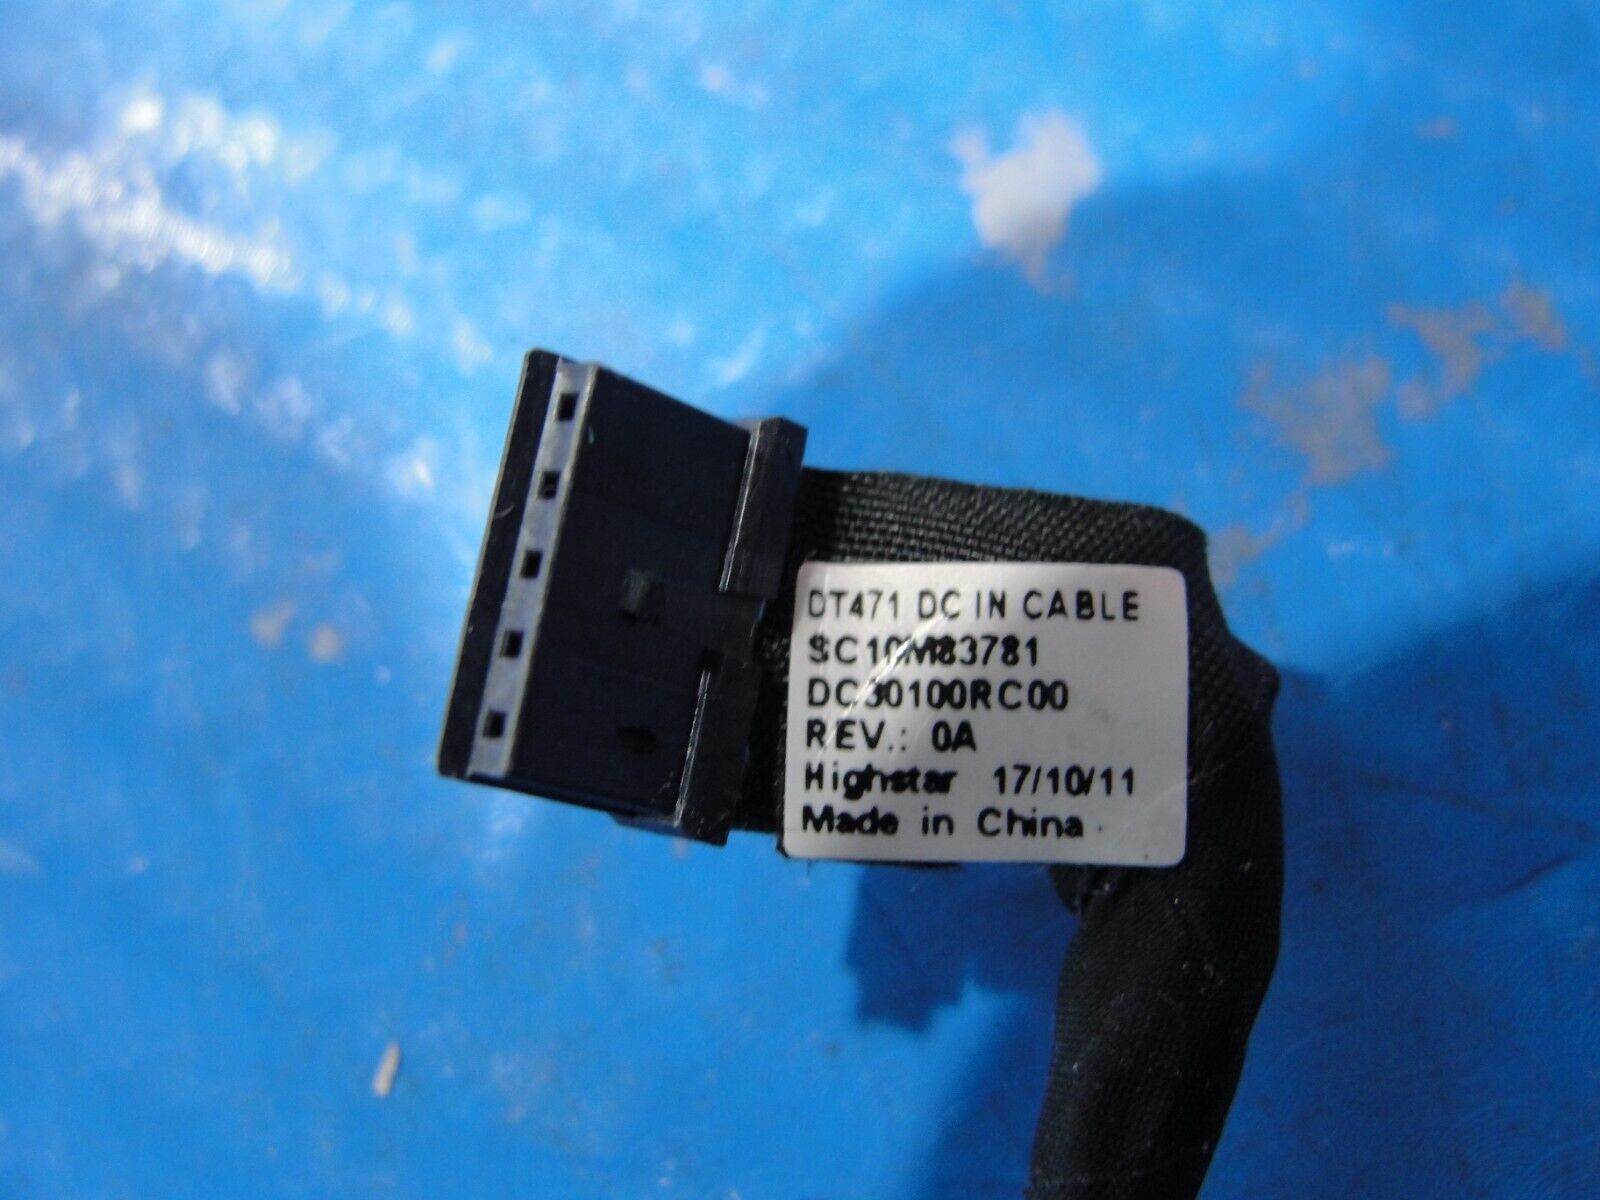 DT471 DC IN CABLE
SC10M83781
DC30100RC00
REV.: 0A
Highstar 17/10/11
Made in China